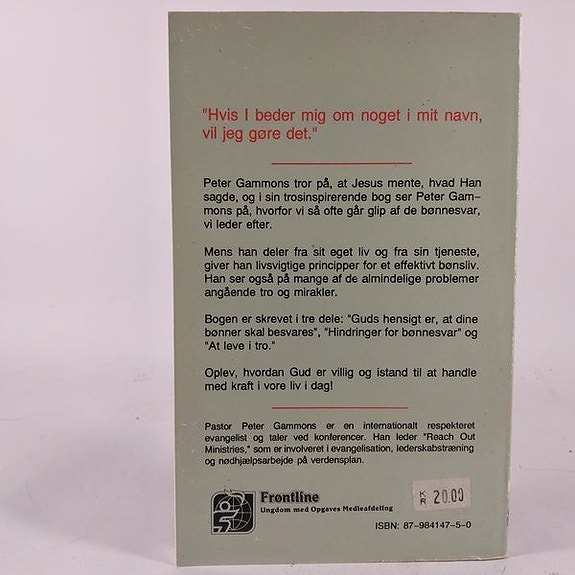 "Hvis I beder mig om noget i mit navn,
vil jeg gøre det."
Peter Gammons tror på, at Jesus mente, hvad Han
sagde, og i sin trosinspirerende bog ser Peter Gam-
mons på, hvorfor vi så ofte går glip af de bønnesvar,
vi leder efter.
Mens han deler fra sit eget liv og fra sin tjeneste,
giver han livsvigtige principper for et effektivt bønsliv.
Han ser også på mange af de almindelige problemer
angående tro og mirakler.
Bogen er skrevet i tre dele: "Guds hensigt er, at dine
bønner skal besvares", "Hindringer for bønnesvar" og
"At leve i tro."
Oplev, hvordan Gud er villig og istand til at handle
med kraft i vore liv i dag!
Pastor Peter Gammons er en internationalt respekteret
evangelist og taler ved konferencer. Han leder "Reach Out
Ministries," som er involveret i evangelisation, lederskabstræning
og nødhjælpsarbejde på verdensplan.
Frontline
Ungdom med Opgaves Medieafdeling
KR 20.00
ISBN: 87-984147-5-0